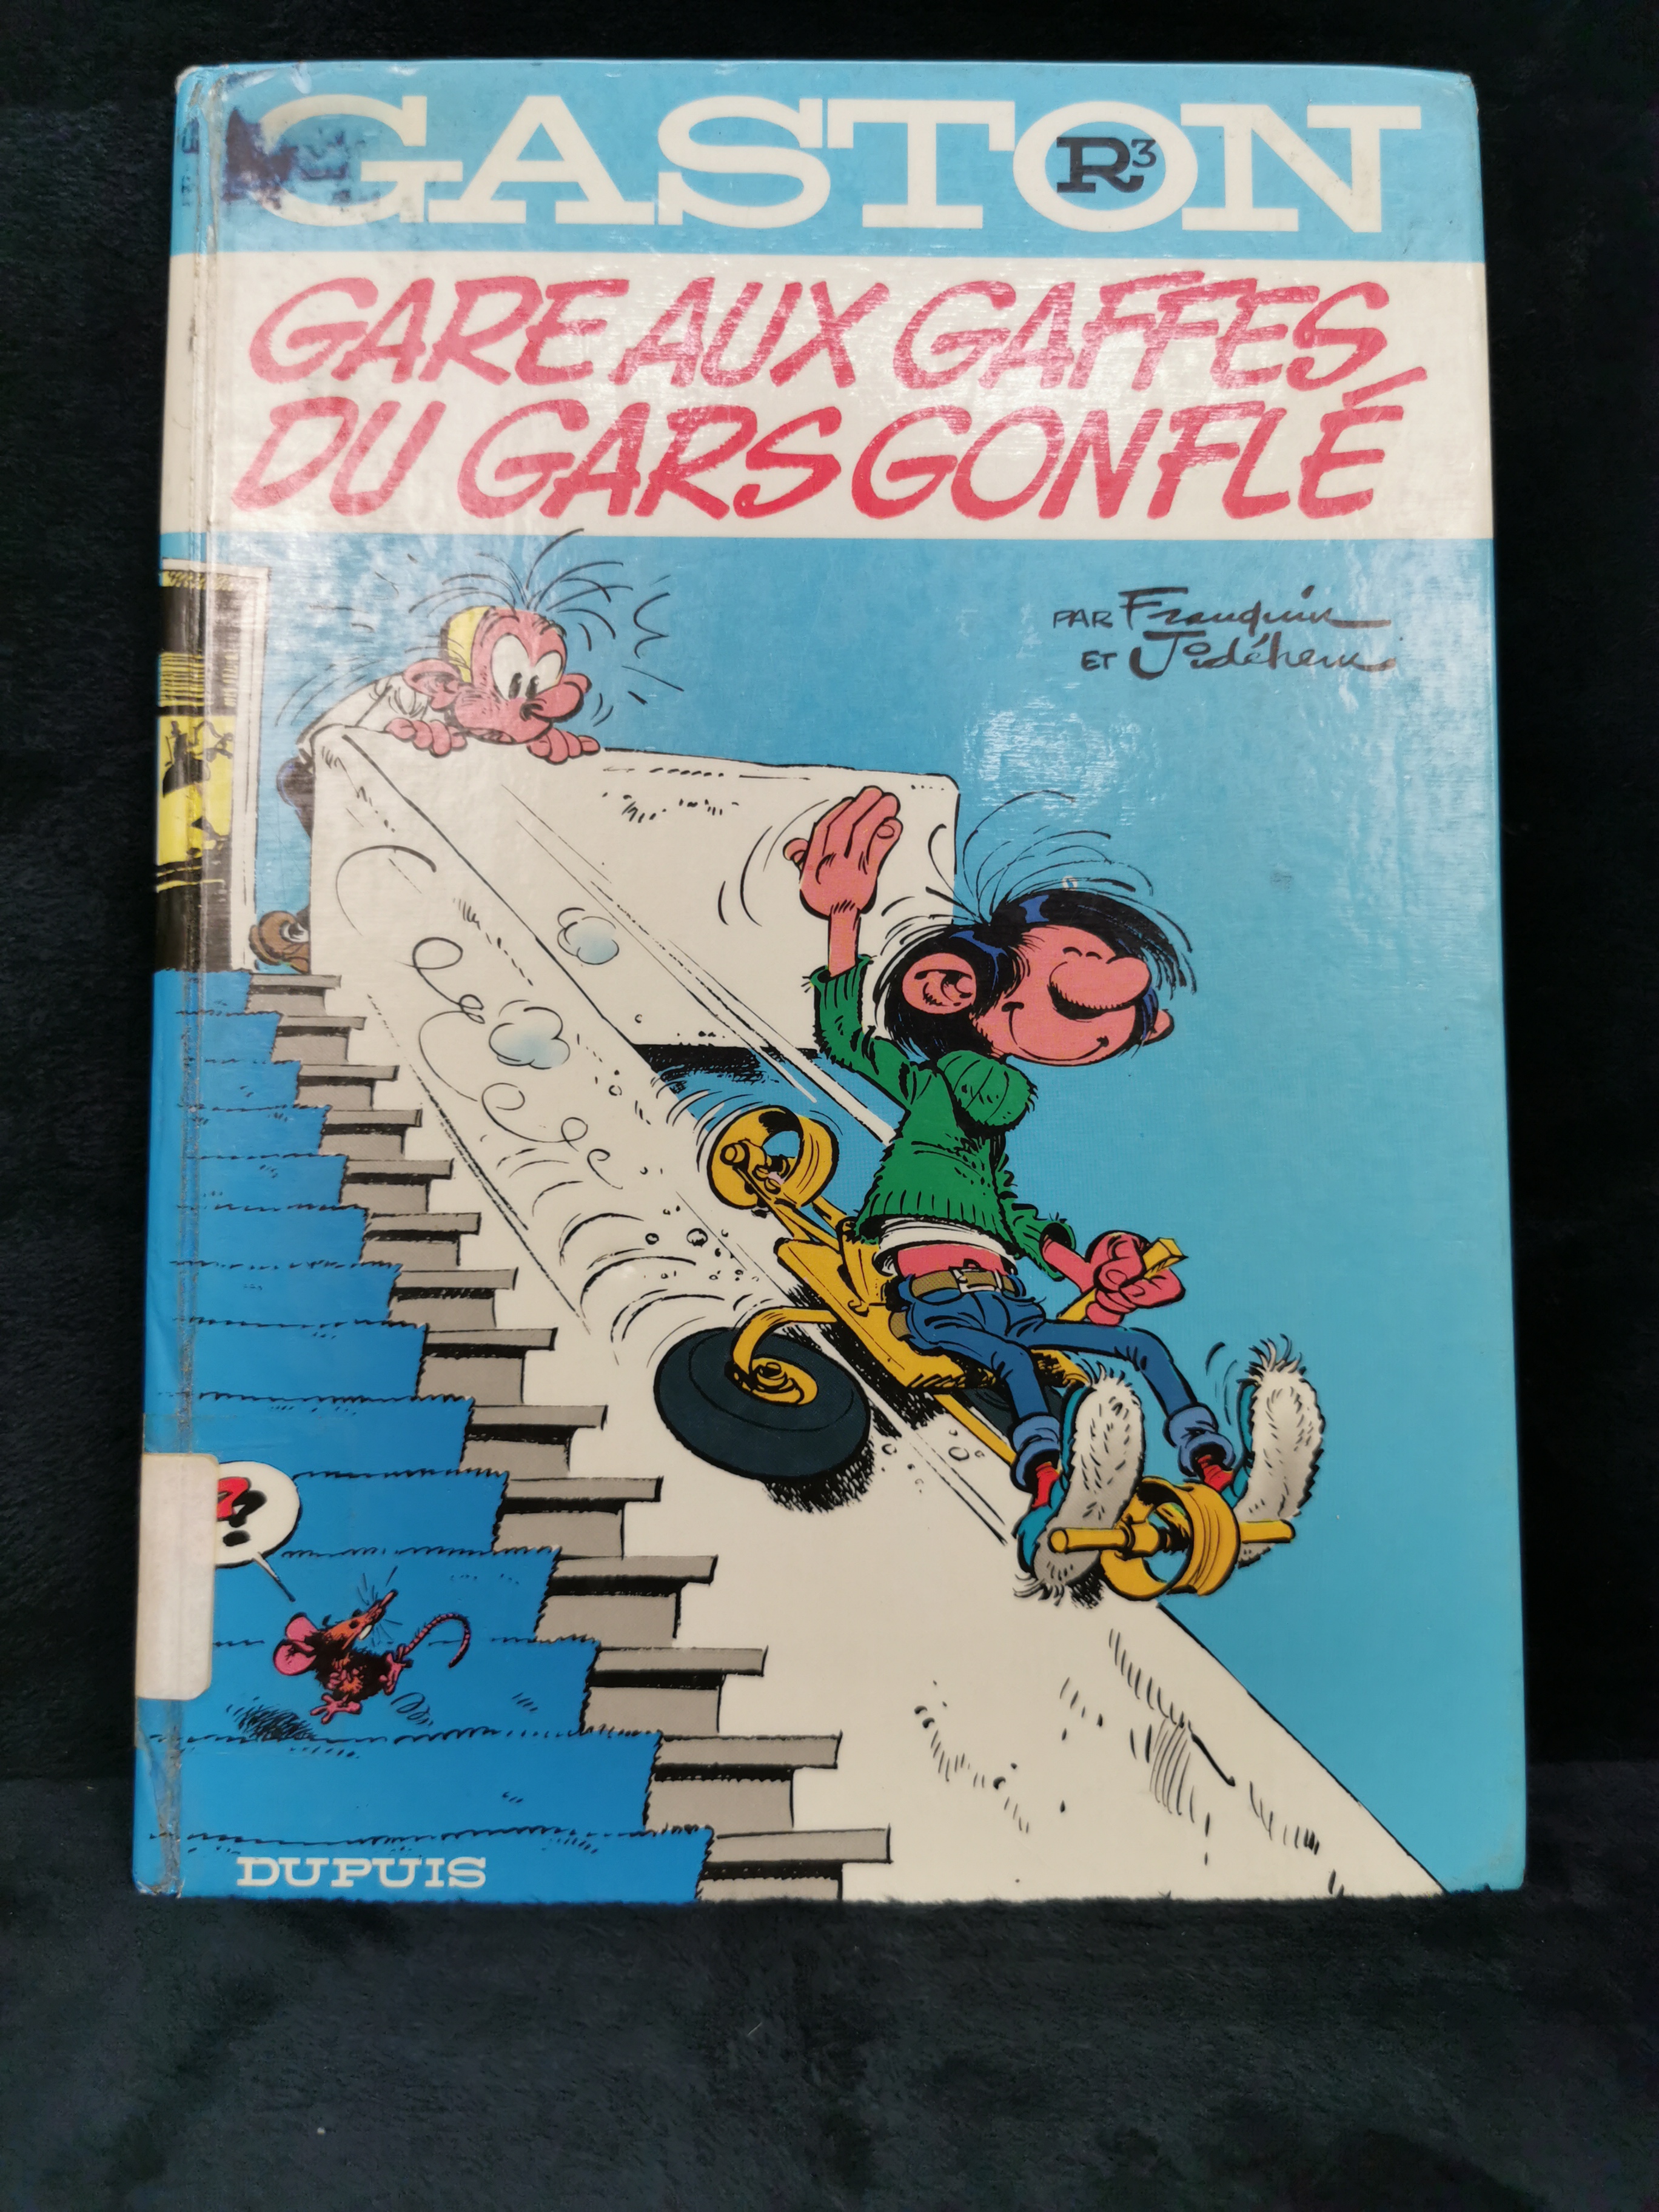 GASTON
R3
GARE AUX GAFFES
DU GARS GONFLÉ
PAR Franquin
ET Jidéhem
?
DUPUIS